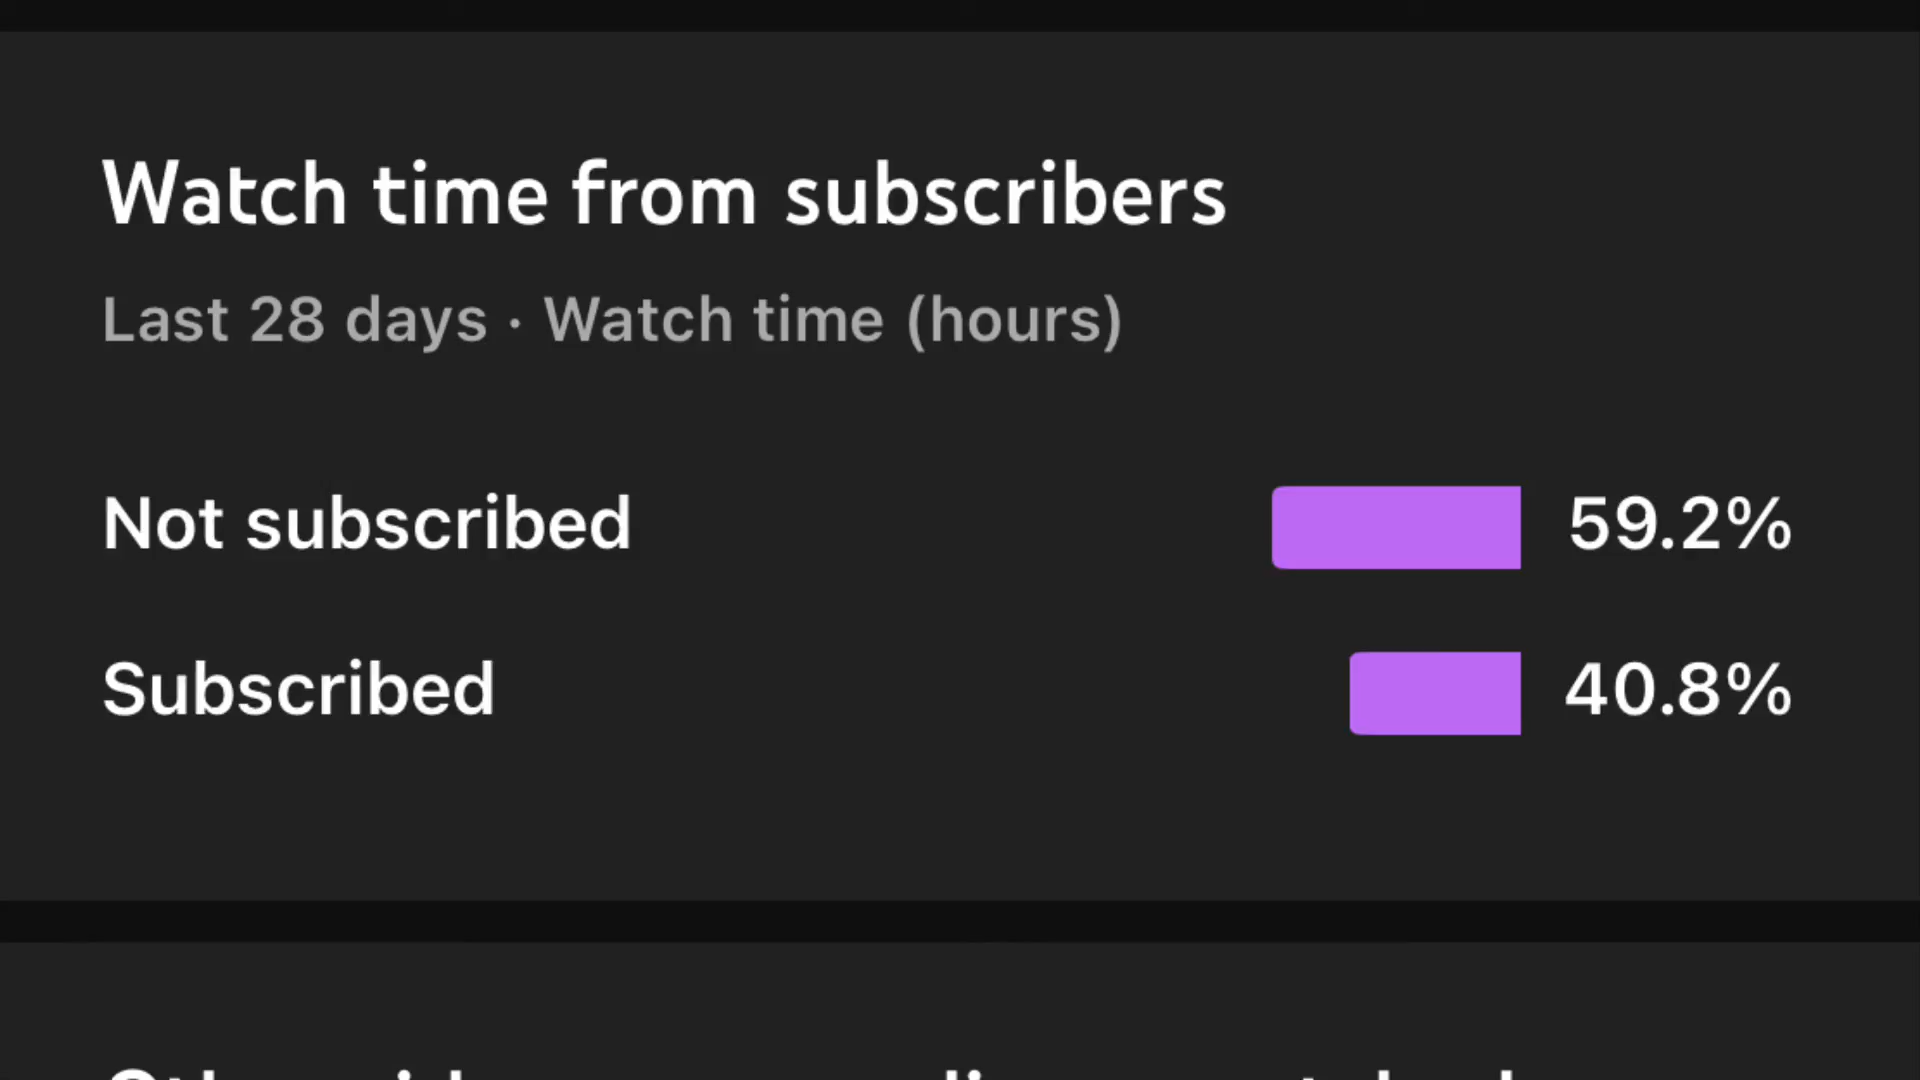 Watch time from subscribers
Last 28 days · Watch time (hours)
Not subscribed 59.2%
Subscribed 40.8%